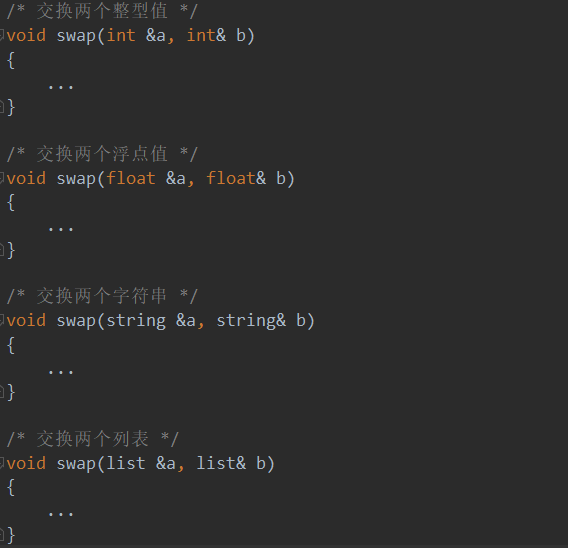 /* 交换两个整型值 */
void swap(int &a, int& b)
{
    ...
}
/* 交换两个浮点值 */
void swap(float &a, float& b)
{
    ...
}
/* 交换两个字符串 */
void swap(string &a, string& b)
{
    ...
}
/* 交换两个列表 */
void swap(list &a, list& b)
{
    ...
}